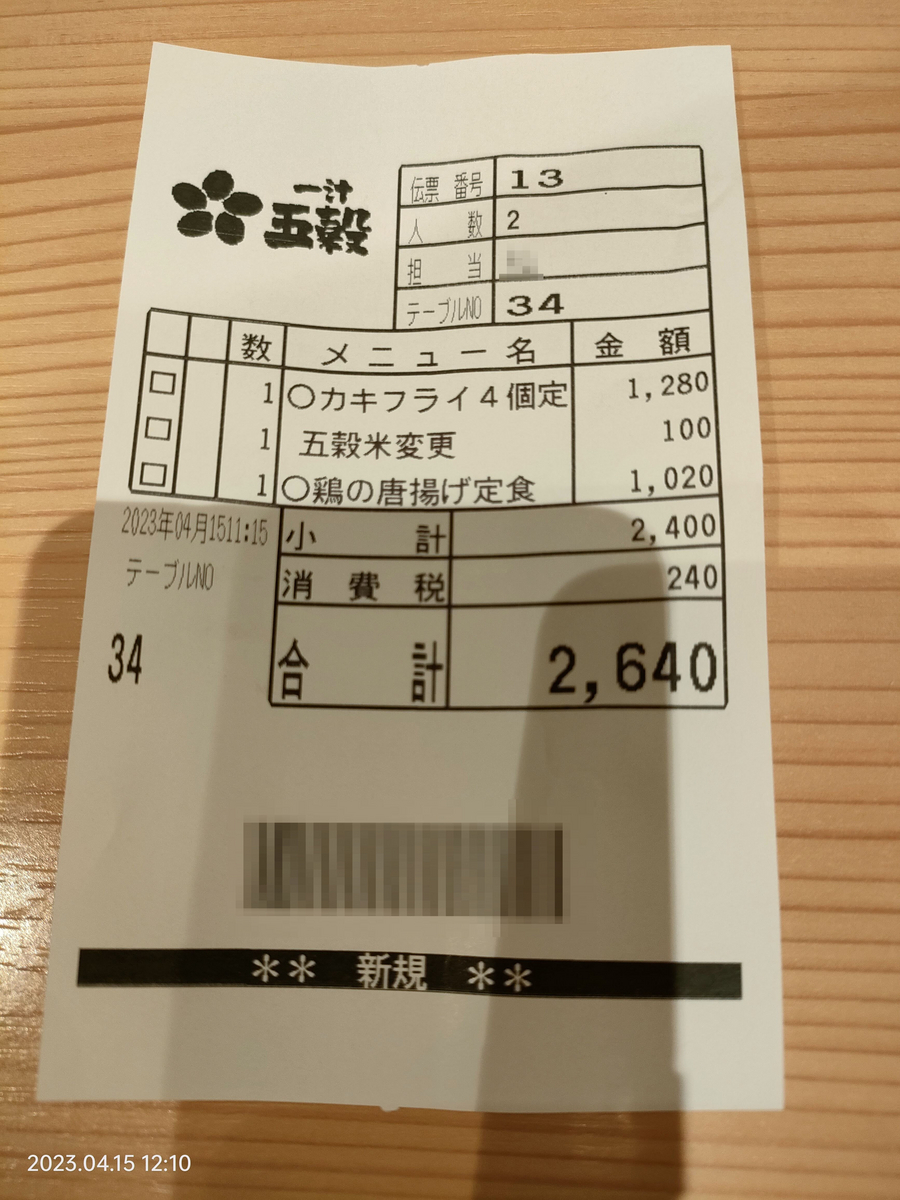 一汁
五穀
伝票 番号 13
人 数 2
担 当
テーブルNO 34
数 メニュー名 金 額
□ 1 ○カキフライ4個定 1,280
□ 1 五穀米変更 100
□ 1 ○鶏の唐揚げ定食 1,020
2023年04月15日11:15
小 計 2,400
テーブルNO
消 費 税 240
34
合 計 2,640
** 新規 **
2023.04.15 12:10